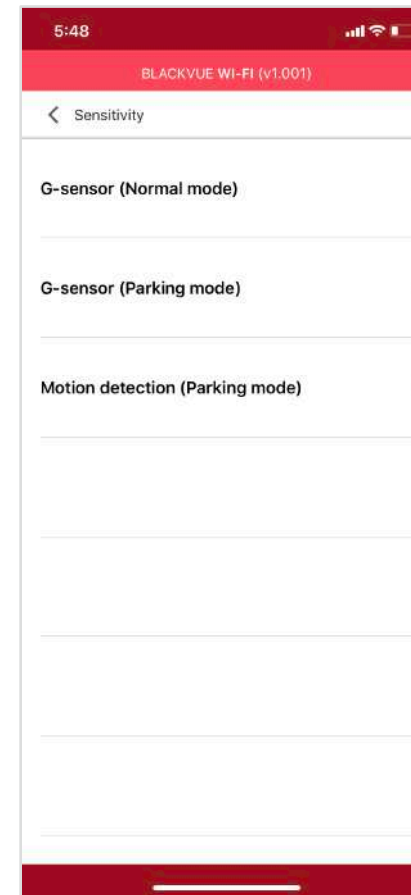 5:48
BLACKVUE WI-FI (v1.001)
Sensitivity
G-sensor (Normal mode)
G-sensor (Parking mode)
Motion detection (Parking mode)